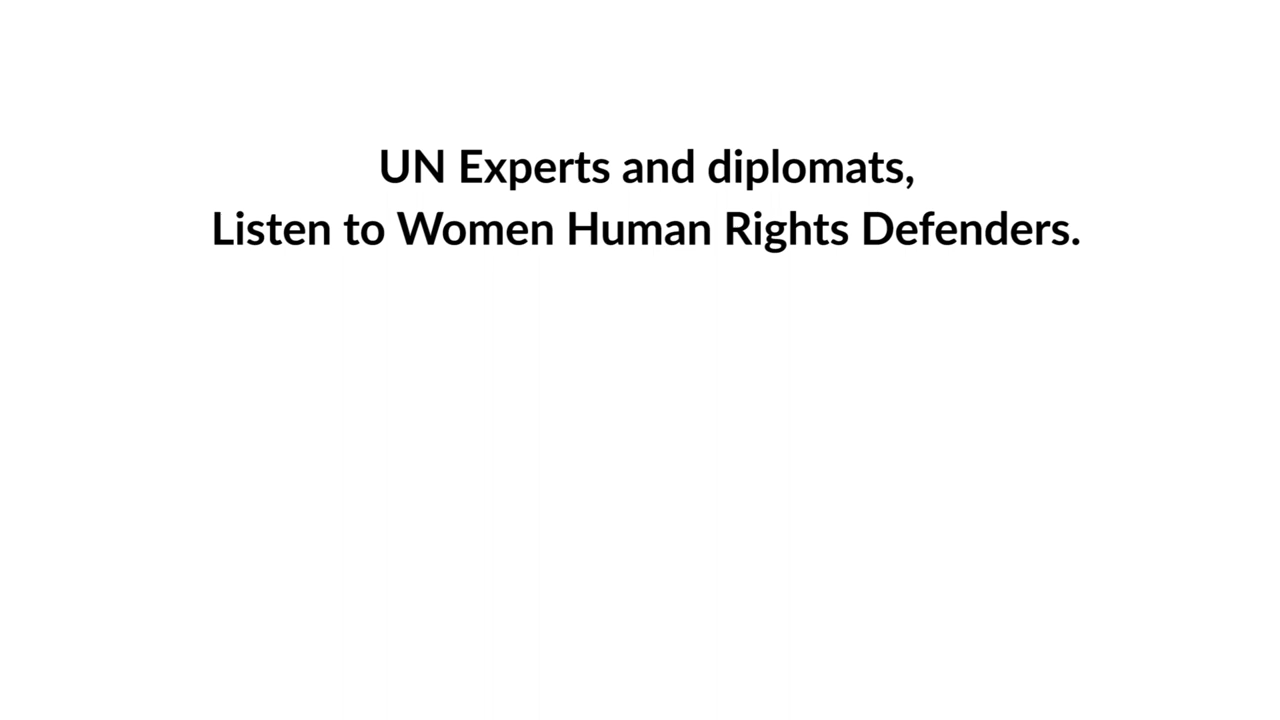 UN Experts and diplomats,
Listen to Women Human Rights Defenders.